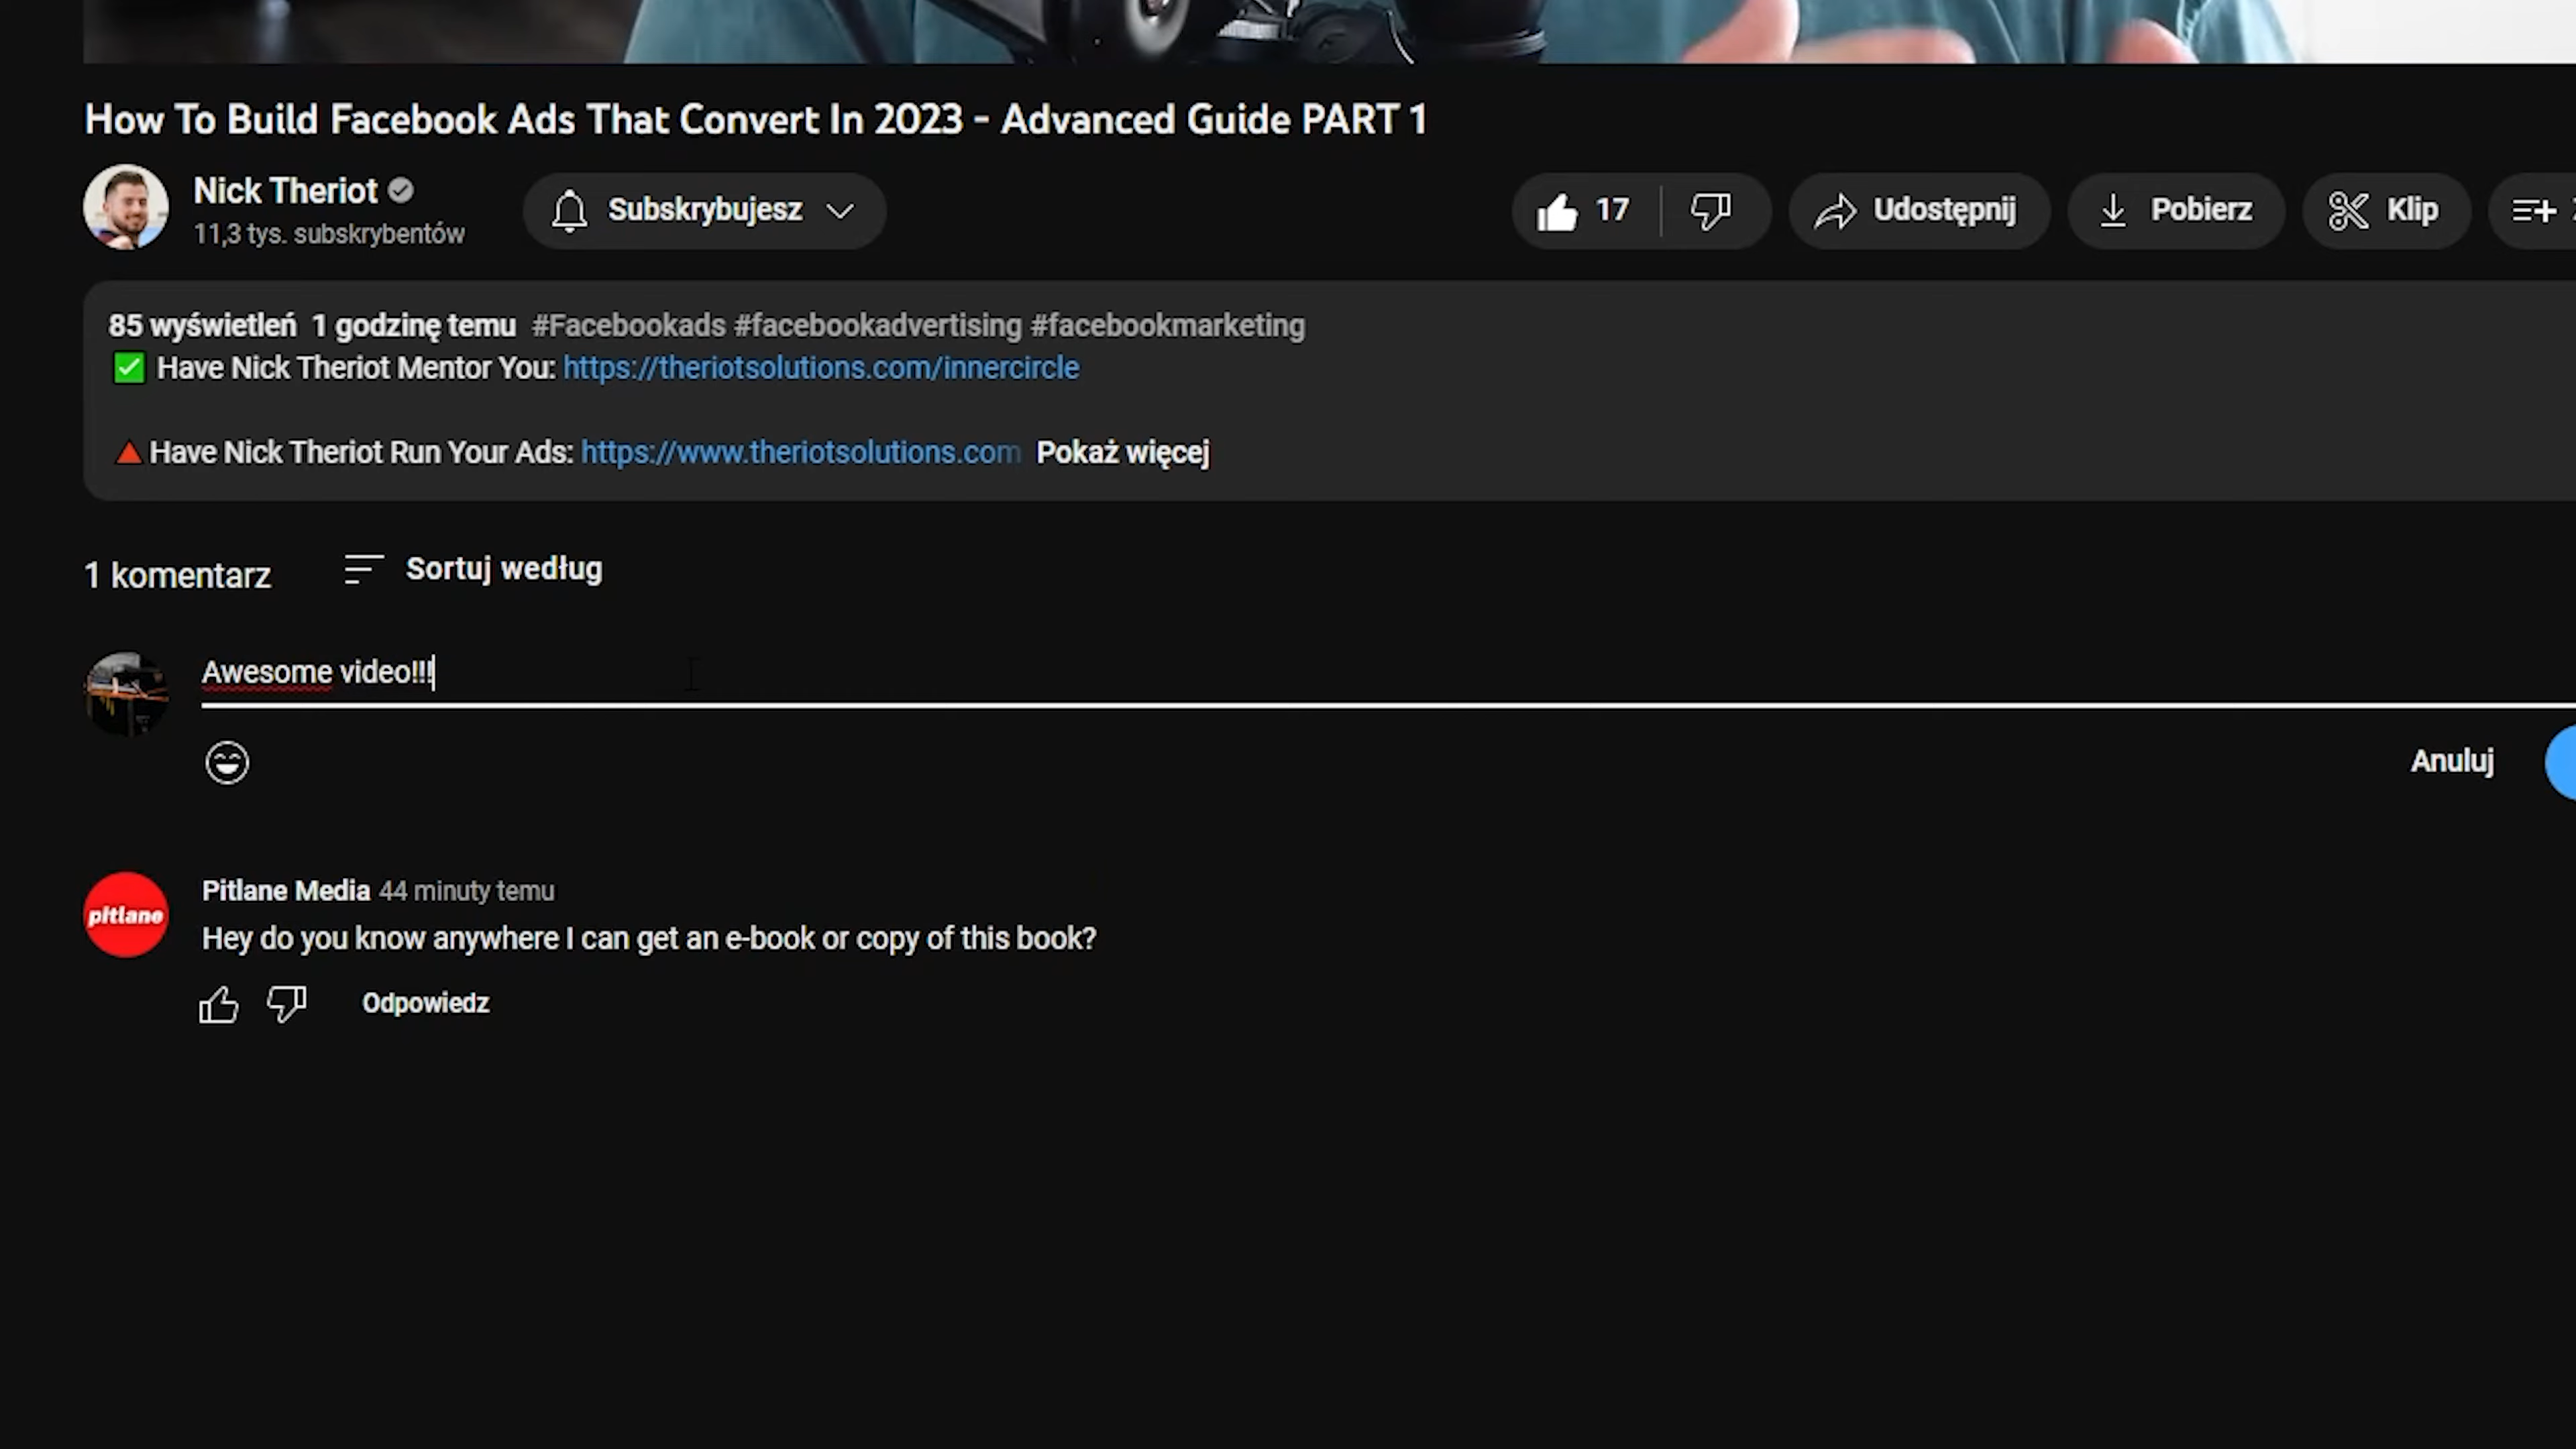 How To Build Facebook Ads That Convert In 2023 - Advanced Guide PART 1
Nick Theriot
11,3 tys. subskrybentów
Subskrybujesz
17
Udostępnij
Pobierz
Klip
85 wyświetleń 1 godzinę temu #Facebookads #facebookadvertising #facebookmarketing
✅ Have Nick Theriot Mentor You: https://theriotsolutions.com/innercircle
🔺Have Nick Theriot Run Your Ads: https://www.theriotsolutions.com Pokaż więcej
1 komentarz
Sortuj według
Awesome video!!!
Anuluj
pitlane
Pitlane Media 44 minuty temu
Hey do you know anywhere I can get an e-book or copy of this book?
Odpowiedz